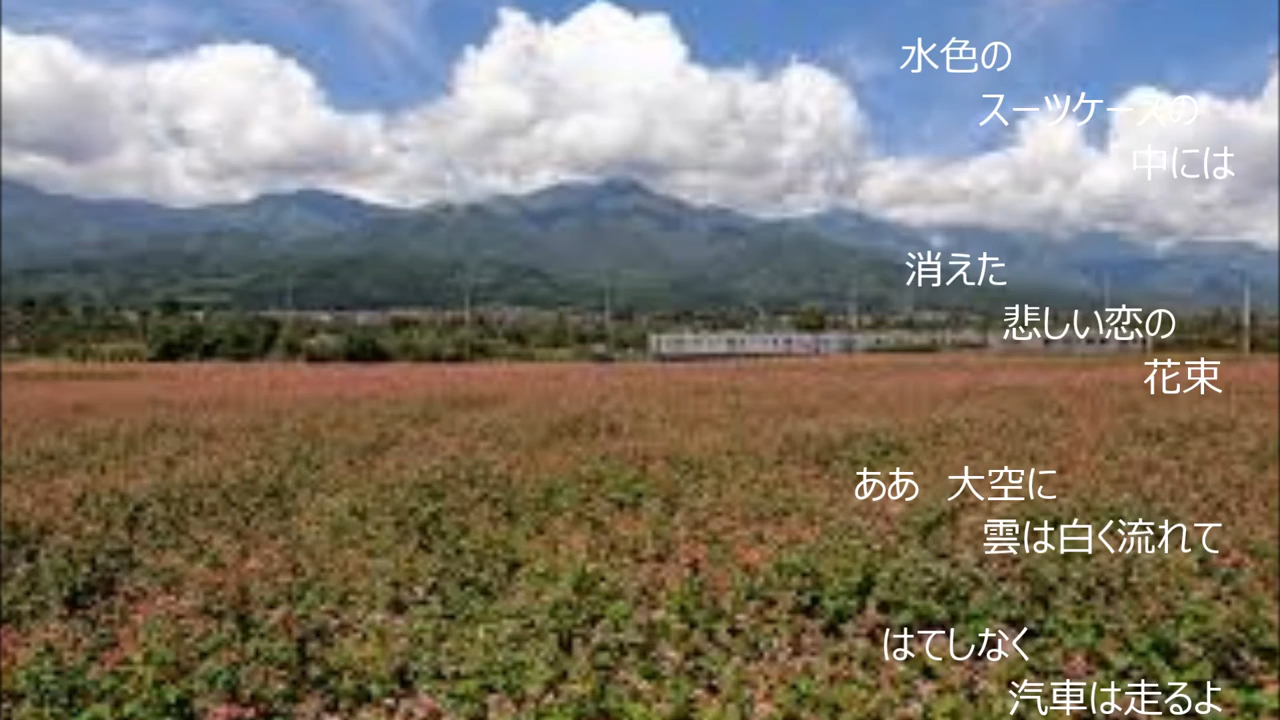 水色の
スーツケースの
中には
消えた
悲しい恋の
花束
ああ　大空に
雲は白く流れて
はてしなく
汽車は走るよ